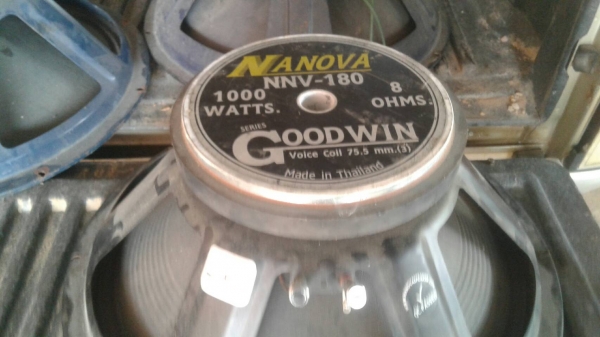 NANOVA
NNV-180
1000 WATTS.
8 OHMS.
SERIES
GOODWIN
Voice Coil 75.5 mm.(3)
Made in Thailand